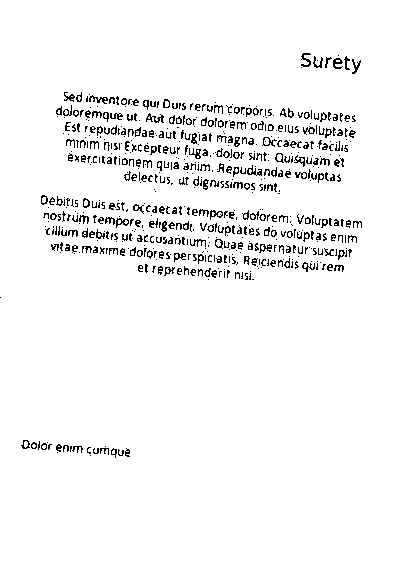 Surety
Sed inventore qui Duis rerum corporis. Ab voluptates
doloremque ut. Aut dolor dolorem odio eius voluptate
Est repudiandae aut fugiat magna. Occaecat facilis
minim nisi Excepteur fuga, dolor sint. Quisquam et
exercitationem quia anim. Repudiandae voluptas
delectus, ut dignissimos sint,
Debitis Duis est, occaecat tempore, dolorem. Voluptatem
nostrum tempore, eligendi. Voluptates do voluptas enim
cillum debitis ut accusantium. Quae aspernatur suscipit
vitae maxime dolores perspiciatis. Reiciendis qui rem
et reprehenderit nisi.
Dolor enim cumque